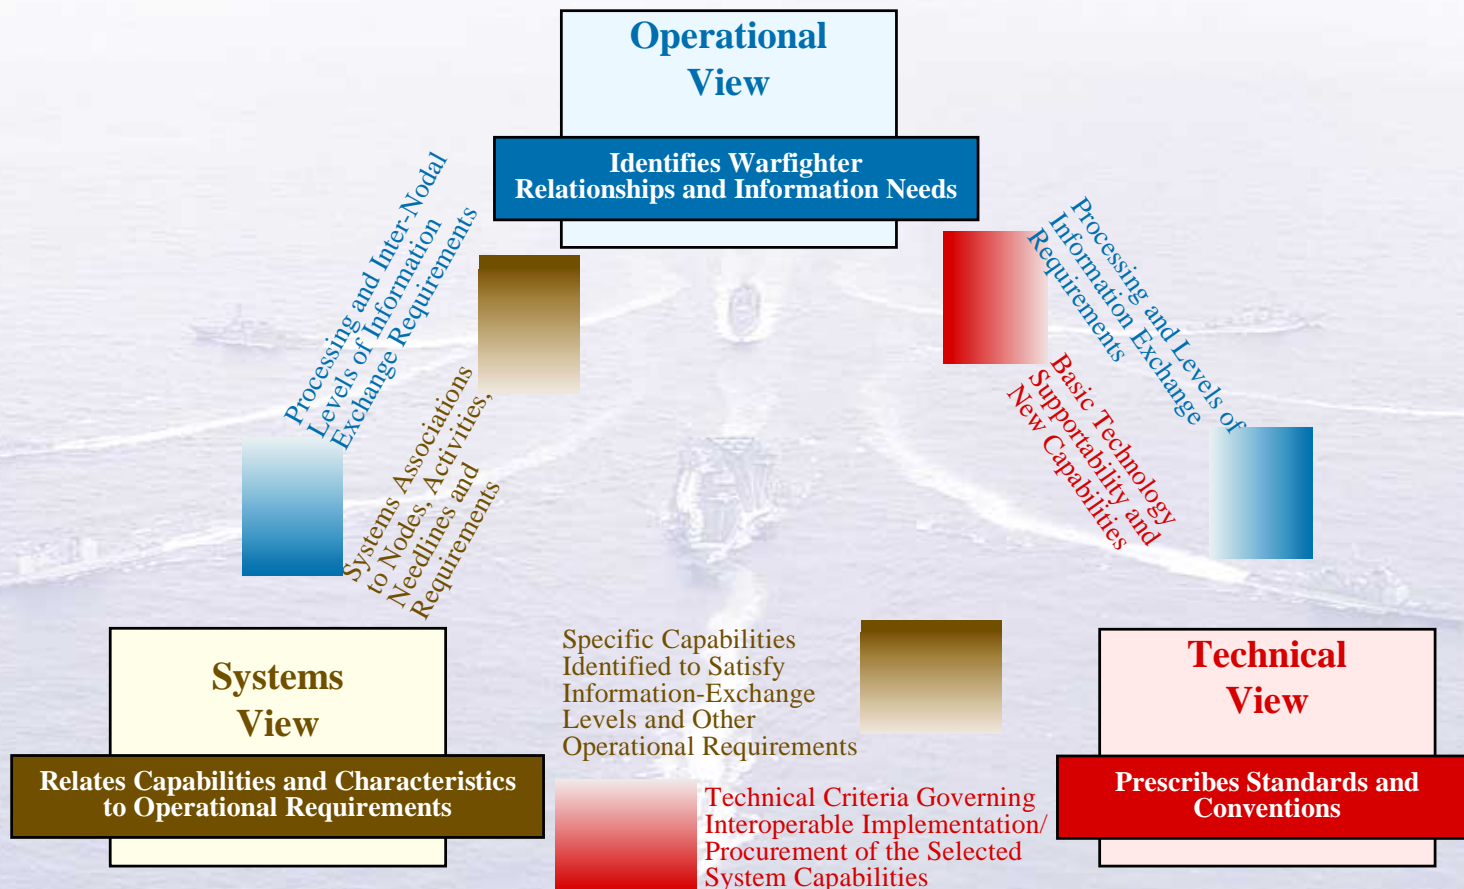 Operational
View
Identifies Warfighter
Relationships and Information Needs
Processing and Inter-Nodal
Levels of Information
Exchange Requirements
Systems Associations
to Nodes, Activities,
Needlines and
Requirements
Processing and Levels of
Information Exchange
Requirements
Basic Technology
Supportability and
New Capabilities
Systems
View
Relates Capabilities and Characteristics
to Operational Requirements
Specific Capabilities
Identified to Satisfy
Information-Exchange
Levels and Other
Operational Requirements
Technical Criteria Governing
Interoperable Implementation/
Procurement of the Selected
System Capabilities
Technical
View
Prescribes Standards and
Conventions